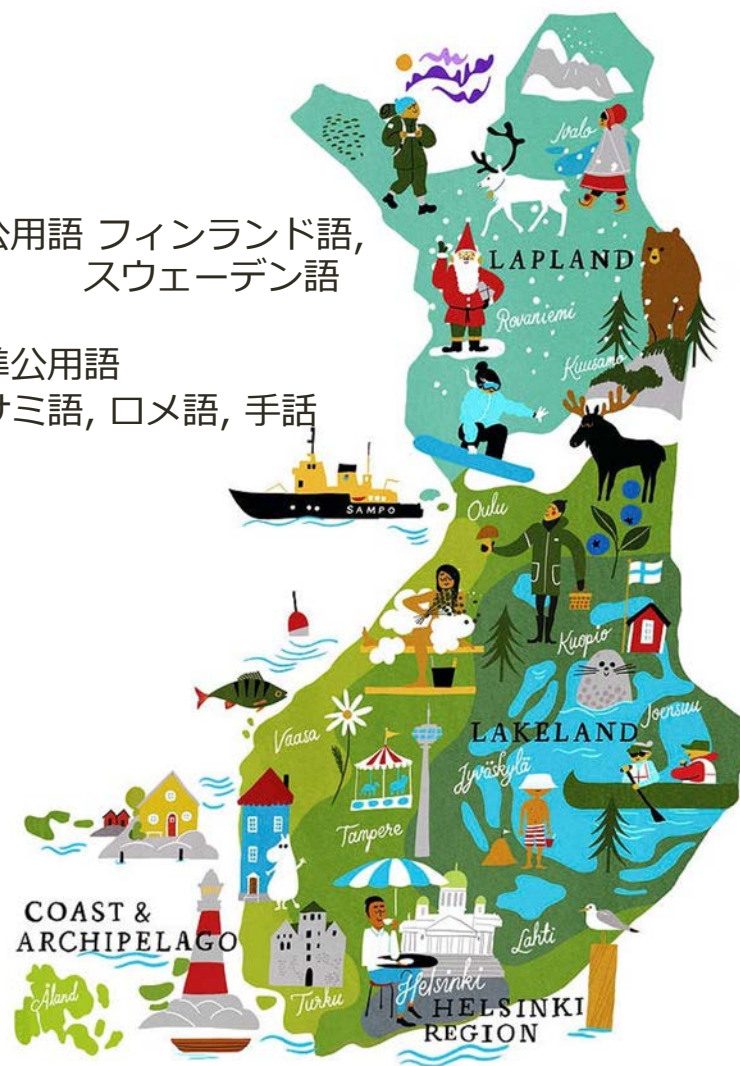 Ivalo
公用語 フィンランド語,
スウェーデン語
LAPLAND
Rovaniemi
準公用語
サミ語, ロメ語, 手話
Kuusamo
SAMPO
Oulu
Kuopio
Joensuu
Vaasa
LAKELAND
Jyväskylä
Tampere
COAST &
ARCHIPELAGO
Lahti
Åland
Turku
Helsinki
HELSINKI
REGION